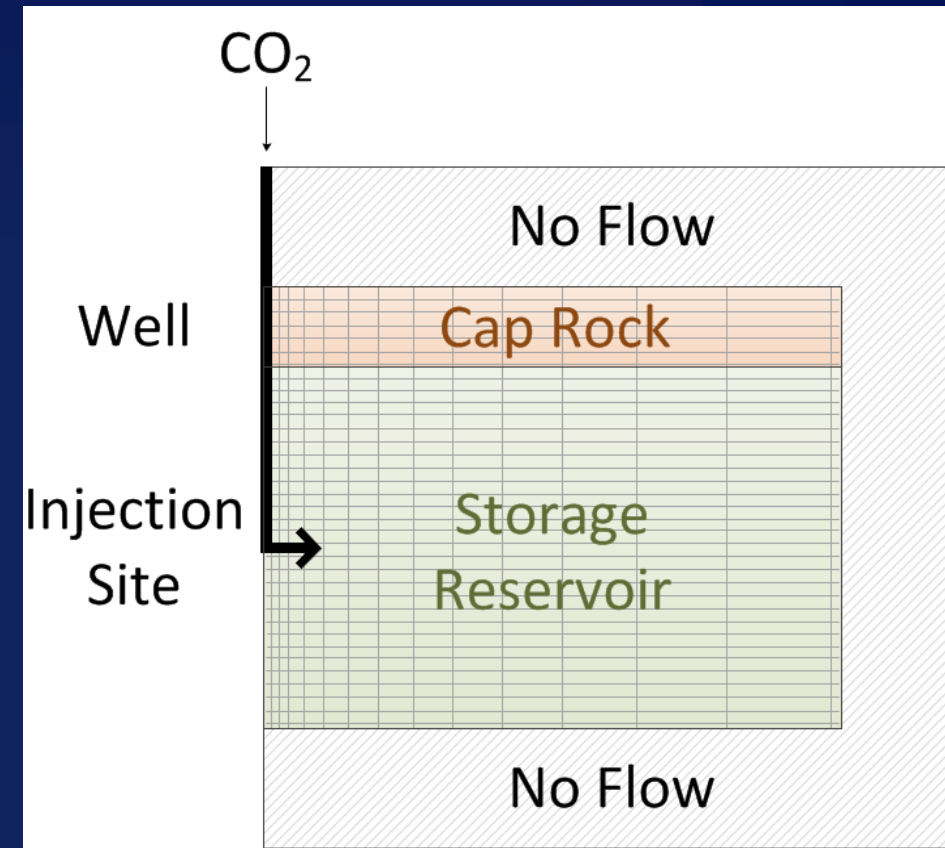 CO₂
No Flow
Well
Cap Rock
Injection
Site
Storage
Reservoir
No Flow